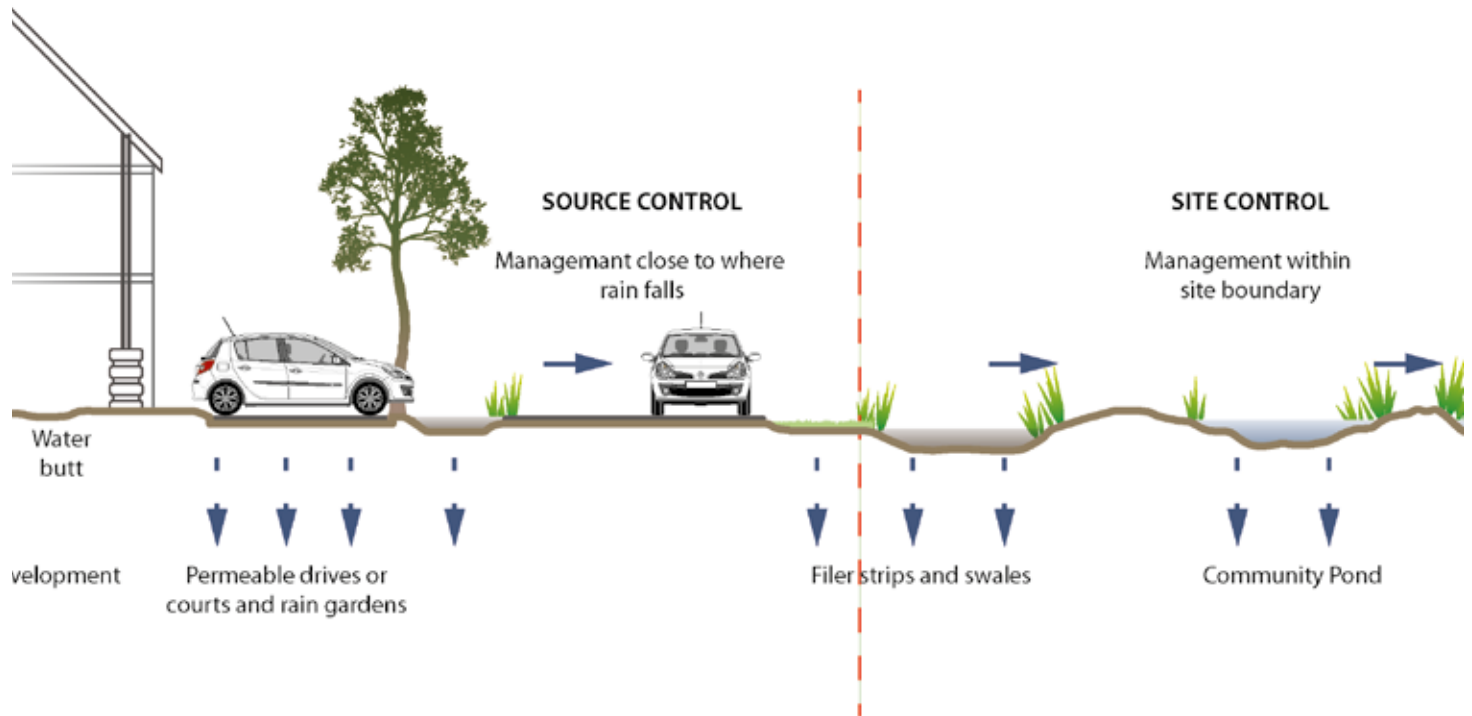 SOURCE CONTROL
Managemant close to where
rain falls
SITE CONTROL
Management within
site boundary
Water
butt
velopment
Permeable drives or
courts and rain gardens
Filer strips and swales
Community Pond